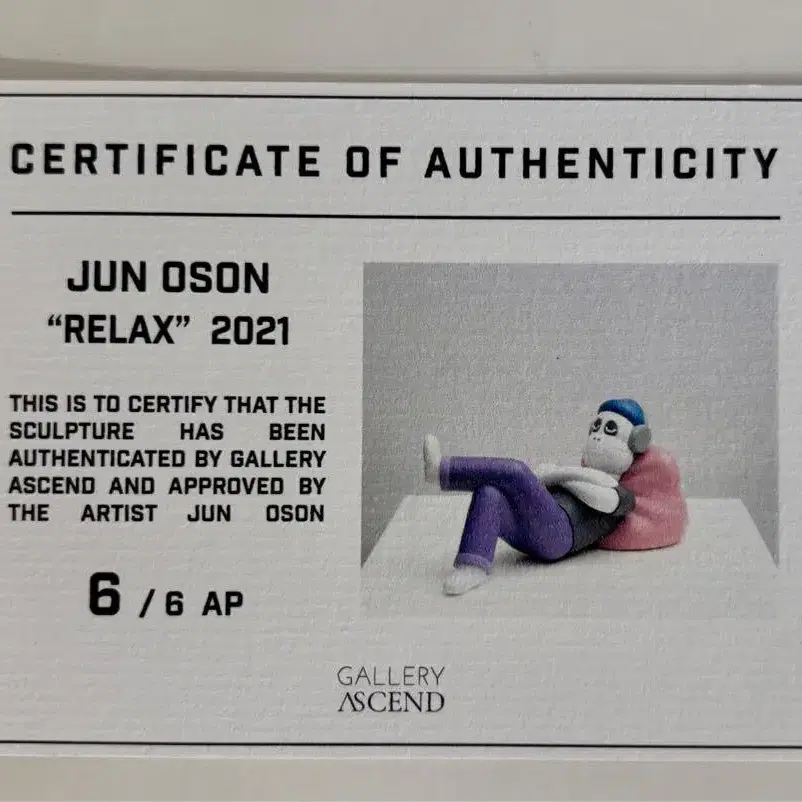 CERTIFICATE OF AUTHENTICITY
JUN OSON
“RELAX” 2021
THIS IS TO CERTIFY THAT THE
SCULPTURE HAS BEEN
AUTHENTICATED BY GALLERY
ASCEND AND APPROVED BY
THE ARTIST JUN OSON
6 / 6 AP
GALLERY
ASCEND